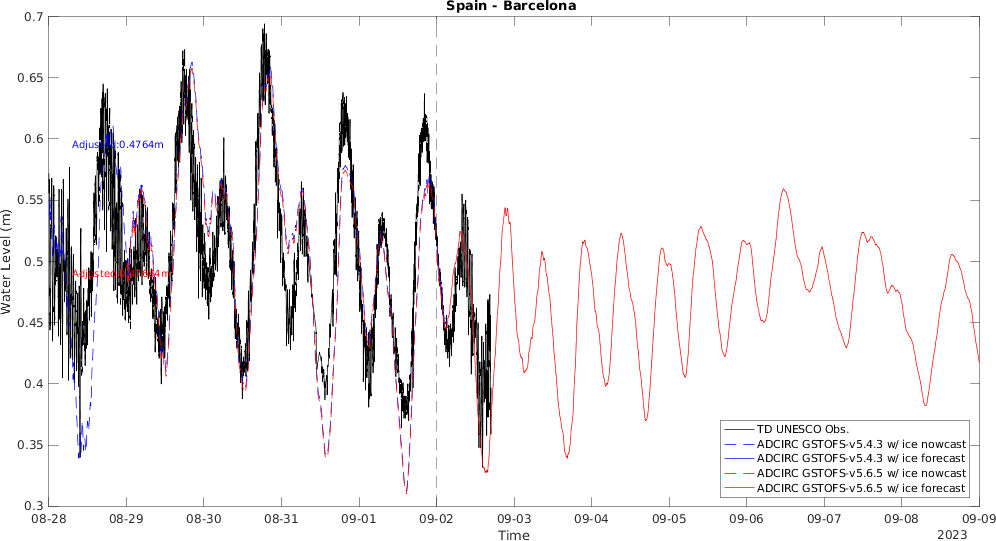 Spain - Barcelona
Water Level (m)
0.7
0.65
0.6
0.55
0.5
0.45
0.4
0.35
0.3
Adjusted:0.4764m
TD UNESCO Obs.
ADCIRC GSTOFS-v5.4.3 w/ ice nowcast
ADCIRC GSTOFS-v5.4.3 w/ ice forecast
ADCIRC GSTOFS-v5.6.5 w/ ice nowcast
ADCIRC GSTOFS-v5.6.5 w/ ice forecast
08-28 08-29 08-30 08-31 09-01 09-02 09-03 09-04 09-05 09-06 09-07 09-08 09-09
Time
2023